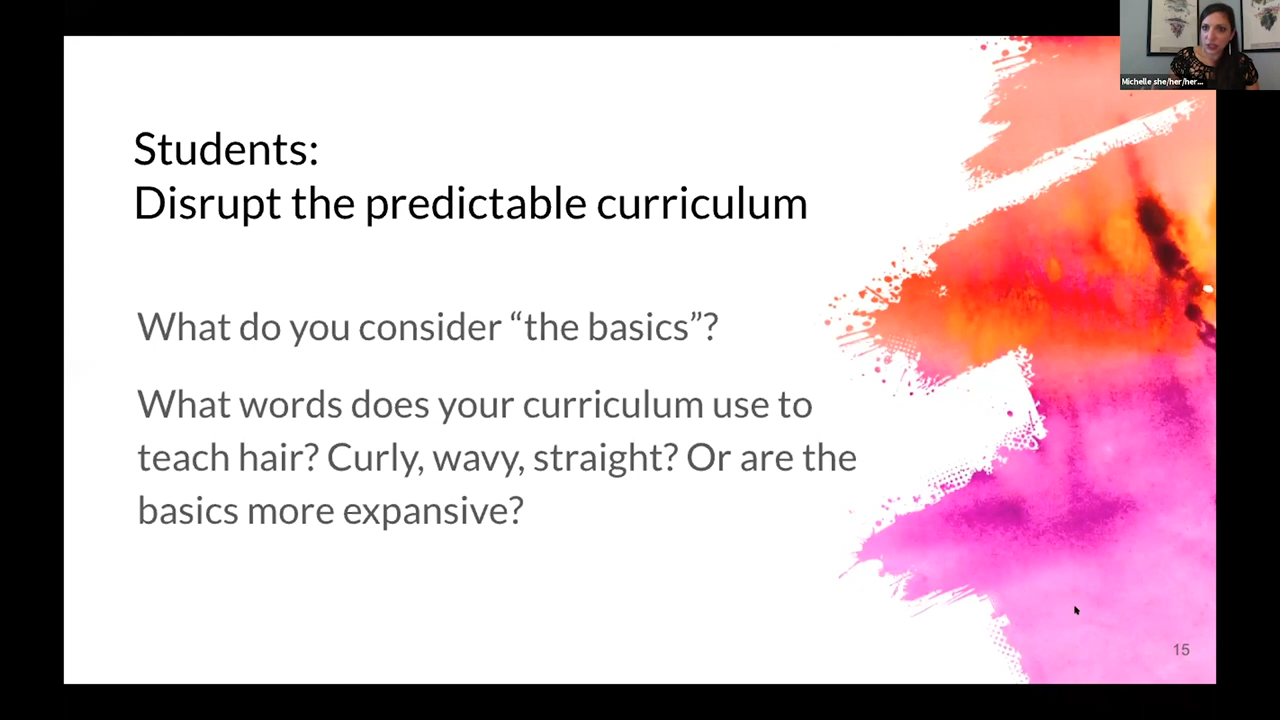 Michelle she/her/her...
Students:
Disrupt the predictable curriculum
What do you consider “the basics”?
What words does your curriculum use to
teach hair? Curly, wavy, straight? Or are the
basics more expansive?
15